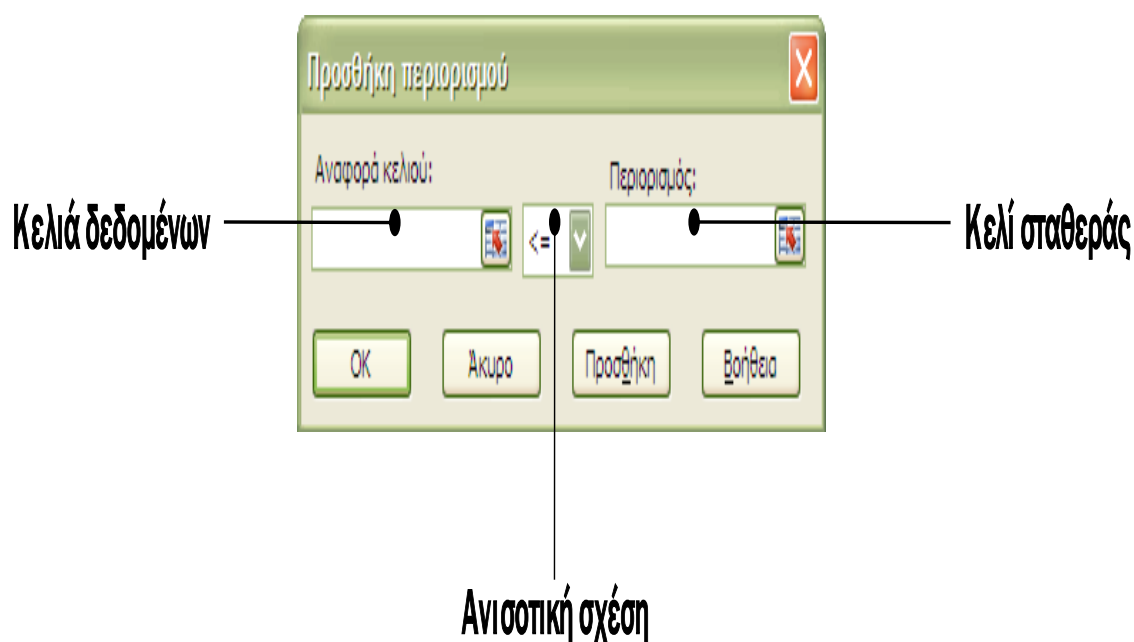 Προσθήκη περιορισμού
Αναφορά κελιού:
Περιορισμός:
Κελιά δεδομένων
<=
Κελί σταθεράς
OK
Άκυρο
Προσθήκη
Βοήθεια
Ανισοτική σχέση